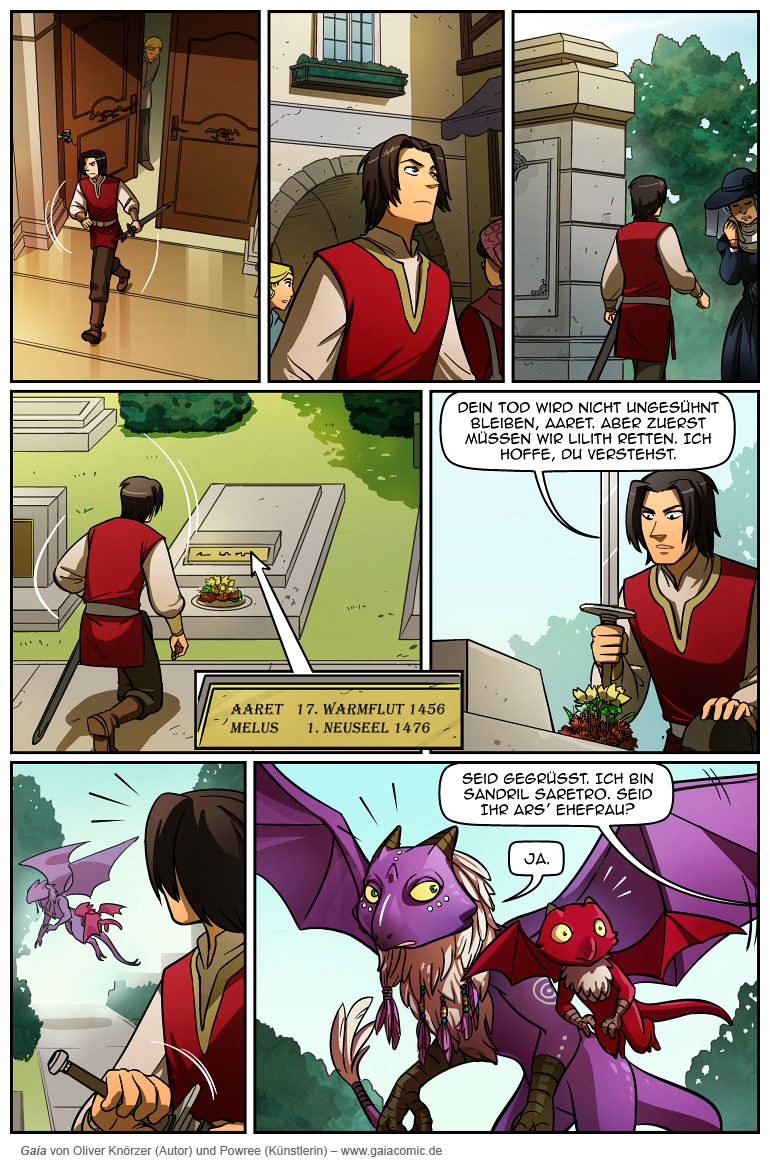 DEIN TOD WIRD NICHT UNGESÜHNT
BLEIBEN, AARET. ABER ZUERST
MÜSSEN WIR LILITH RETTEN. ICH
HOFFE, DU VERSTEHST.
AARET 17. WARMFLUT 1456
MELUS 1. NEUSEEL 1476
SEID GEGRÜSST. ICH BIN
SANDRIL SARETRO. SEID
IHR ARS' EHEFRAU?
JA.
Gaia von Oliver Knörzer (Autor) und Powree (Künstlerin) – www.gaiacomic.de